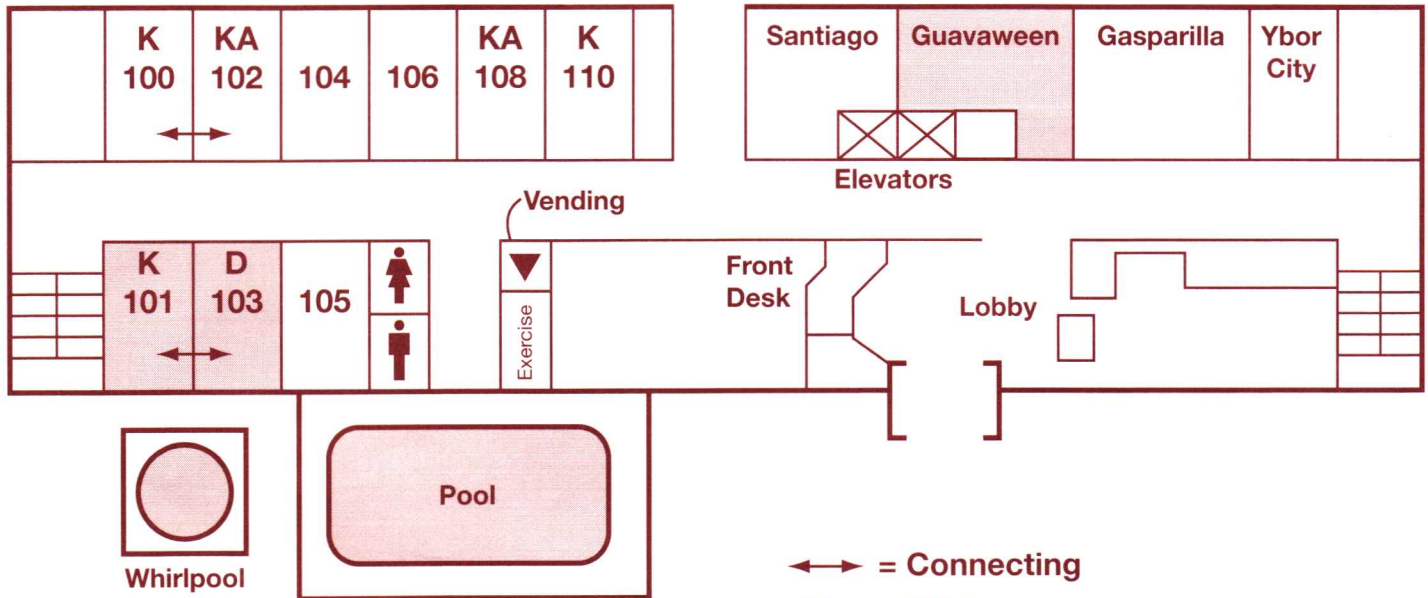 K
100
KA
102
104
106
KA
108
K
110
Santiago
Guavaween
Gasparilla
Ybor
City
Elevators
Vending
K
101
D
103
105
Exercise
Front
Desk
Lobby
Whirlpool
Pool
= Connecting